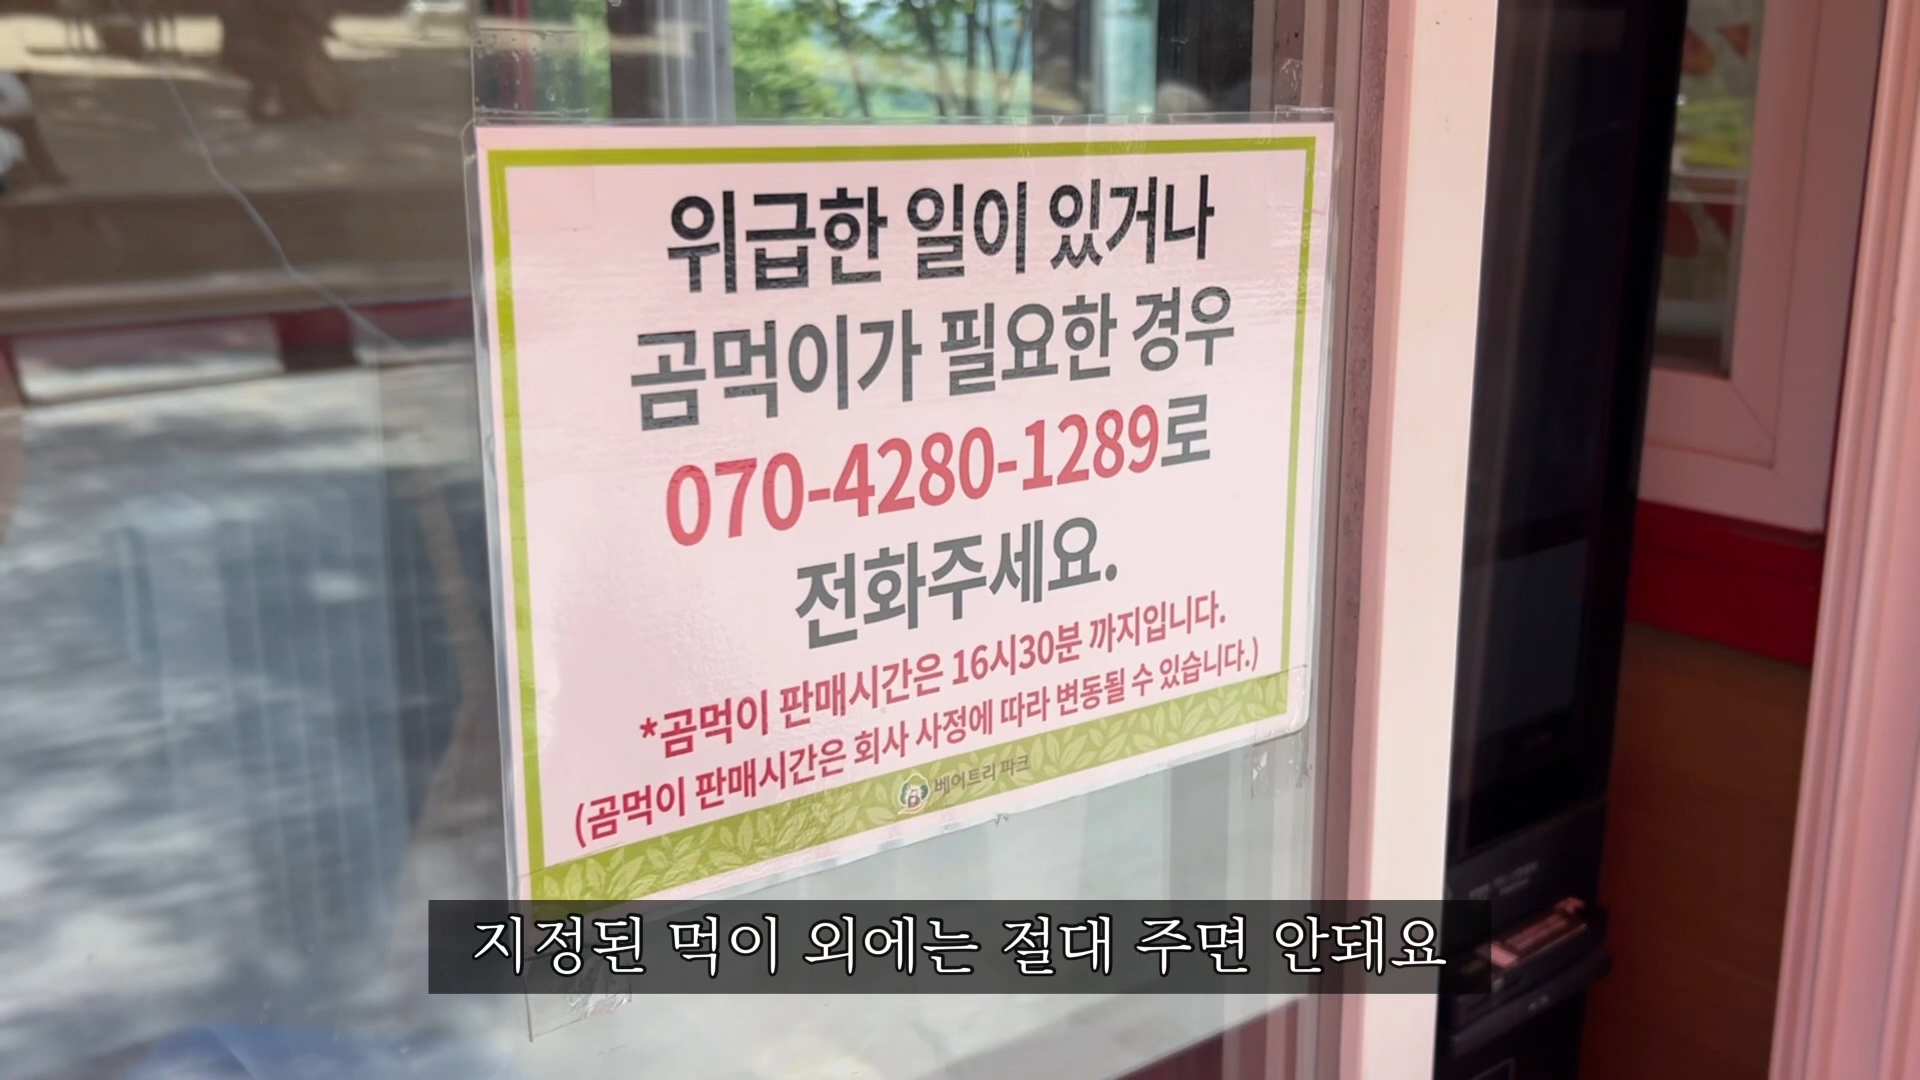 위급한 일이 있거나
곰먹이가 필요한 경우
070-4280-1289로
전화주세요.
*곰먹이 판매시간은 16시30분 까지입니다.
(곰먹이 판매시간은 회사 사정에 따라 변동될 수 있습니다.)
베어트리 파크
지정된 먹이 외에는 절대 주면 안돼요